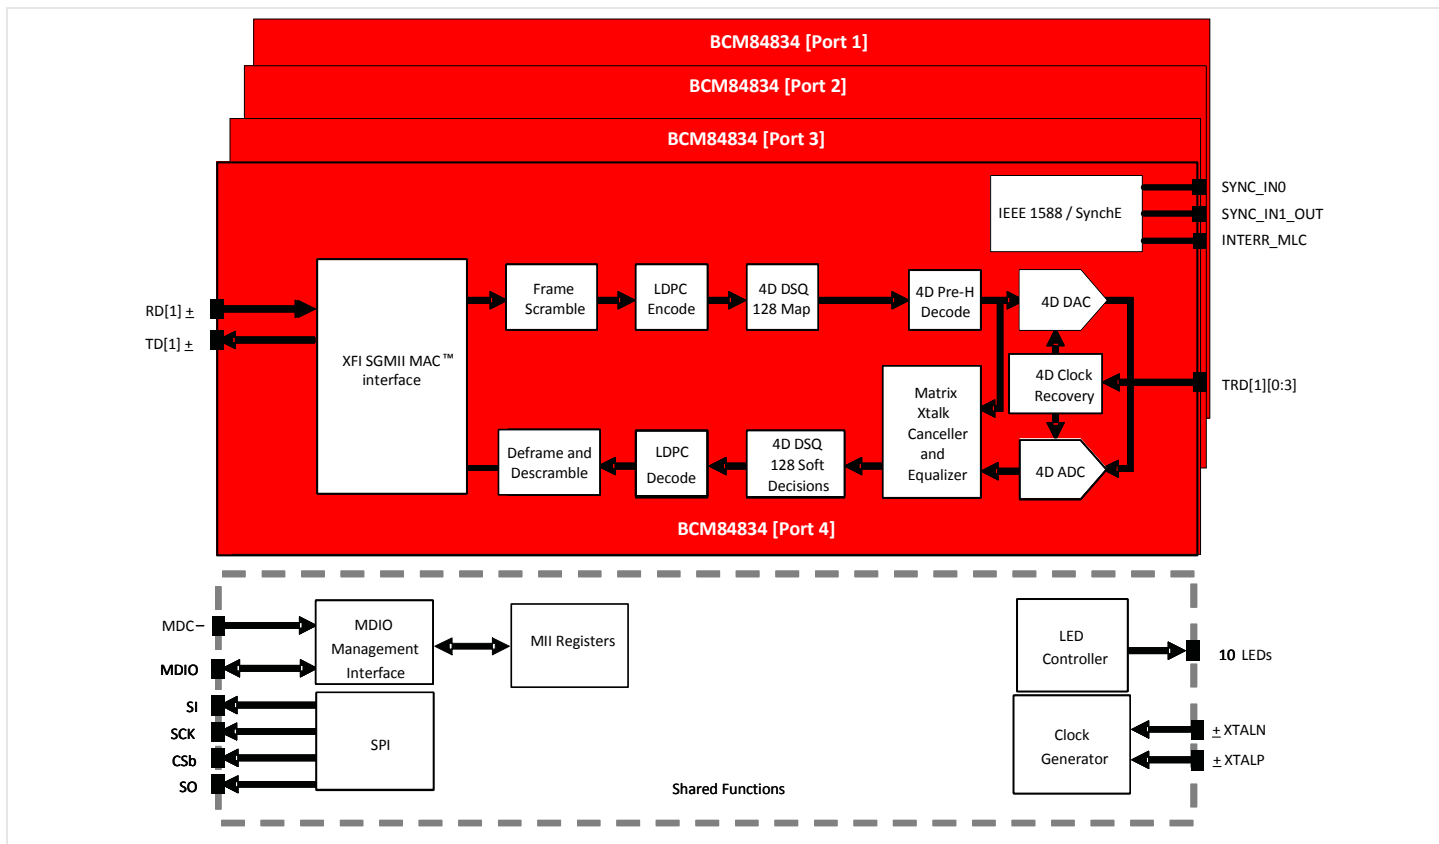 BCM84834 [Port 1]
BCM84834 [Port 2]
BCM84834 [Port 3]
IEEE 1588 / SynchE
SYNC_IN0
SYNC_IN1_OUT
INTERR_MLC
RD[1] ±
TD[1] ±
XFI SGMII MAC™
interface
Frame
Scramble
LDPC
Encode
4D DSQ
128 Map
4D Pre-H
Decode
4D DAC
4D Clock
Recovery
TRD[1][0:3]
Matrix
Xtalk
Canceller
and
Equalizer
Deframe and
Descramble
LDPC
Decode
4D DSQ
128 Soft
Decisions
4D ADC
BCM84834 [Port 4]
MDC–
MDIO
MDIO
Management
Interface
MII Registers
LED
Controller
10 LEDs
SI
SCK
CSb
SO
SPI
Clock
Generator
± XTALN
± XTALP
Shared Functions